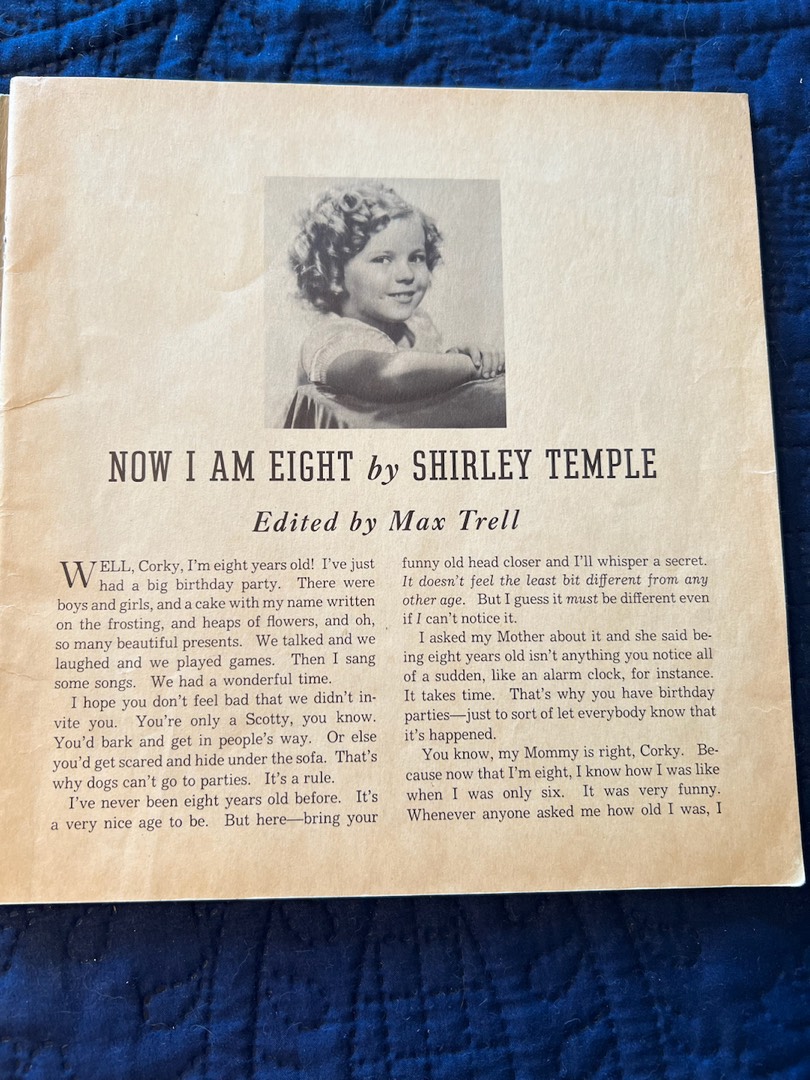 NOW I AM EIGHT by SHIRLEY TEMPLE
Edited by Max Trell
WELL, Corky, I'm eight years old! I've just
had a big birthday party. There were
boys and girls, and a cake with my name written
on the frosting, and heaps of flowers, and oh,
so many beautiful presents. We talked and we
laughed and we played games. Then I sang
some songs. We had a wonderful time.
I hope you don't feel bad that we didn't in-
vite you. You're only a Scotty, you know.
You'd bark and get in people's way. Or else
you'd get scared and hide under the sofa. That's
why dogs can't go to parties. It's a rule.
I've never been eight years old before. It's
a very nice age to be. But here—bring your
funny old head closer and I'll whisper a secret.
It doesn't feel the least bit different from any
other age. But I guess it must be different even
if I can't notice it.
I asked my Mother about it and she said be-
ing eight years old isn't anything you notice all
of a sudden, like an alarm clock, for instance.
It takes time. That's why you have birthday
parties—just to sort of let everybody know that
it's happened.
You know, my Mommy is right, Corky. Be-
cause now that I'm eight, I know how I was like
when I was only six. It was very funny.
Whenever anyone asked me how old I was, I